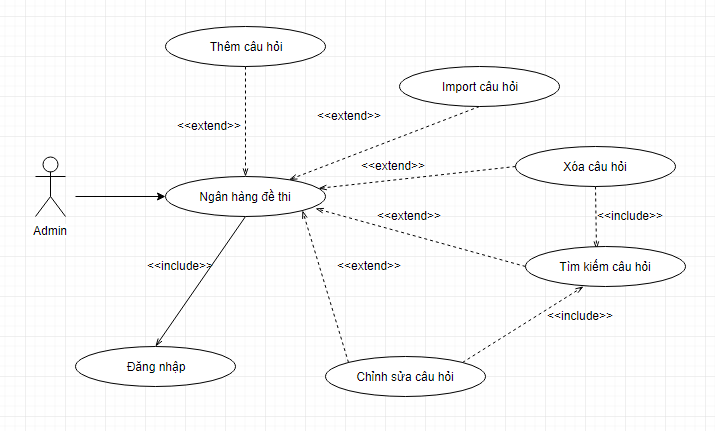 Thêm câu hỏi
Import câu hỏi
<<extend>>
<<extend>>
<<extend>>
Xóa câu hỏi
Ngân hàng đề thi
Admin
<<extend>>
<<include>>
<<include>>
<<extend>>
Tìm kiếm câu hỏi
<<include>>
Đăng nhập
Chỉnh sửa câu hỏi